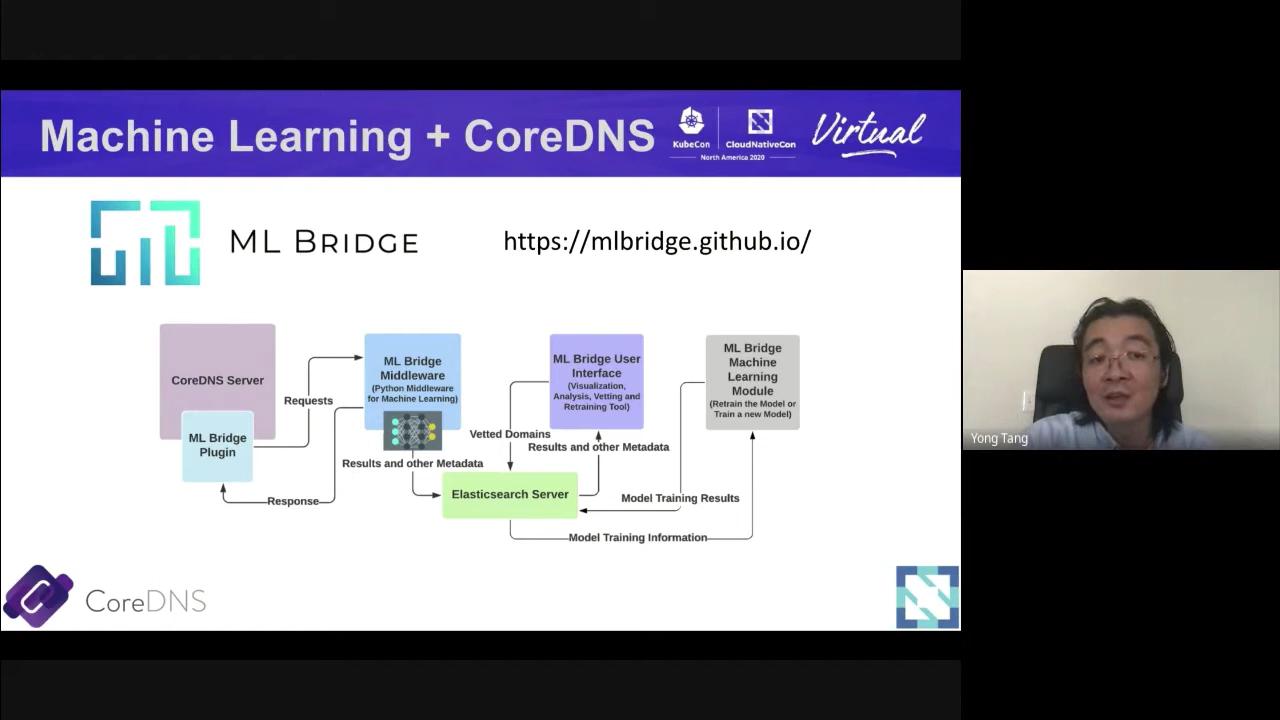 Machine Learning + CoreDNS
KubeCon
CloudNativeCon
North America 2020
Virtual
ML BRIDGE
https://mlbridge.github.io/
CoreDNS Server
ML Bridge
Plugin
Requests
Response
ML Bridge
Middleware
(Python Middleware
for Machine Learning)
Results and other Metadata
ML Bridge User
Interface
(Visualization,
Analysis, Vetting and
Retraining Tool)
Vetted Domains
Results and other Metadata
Elasticsearch Server
ML Bridge
Machine
Learning
Module
(Retrain the Model or
Train a new Model)
Model Training Results
Model Training Information
CoreDNS
Yong Tang